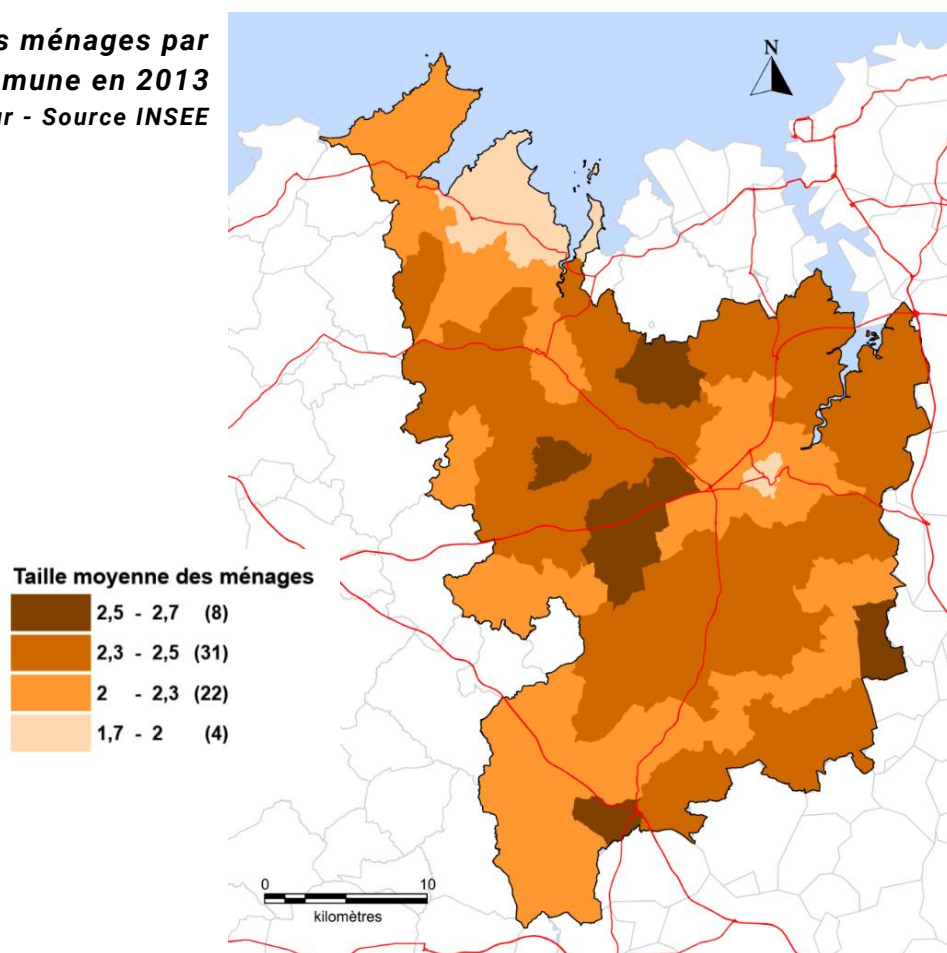 s ménages par
mune en 2013
r - Source INSEE
N
Taille moyenne des ménages
2,5 - 2,7 (8)
2,3 - 2,5 (31)
2 - 2,3 (22)
1,7 - 2 (4)
0 10
kilomètres